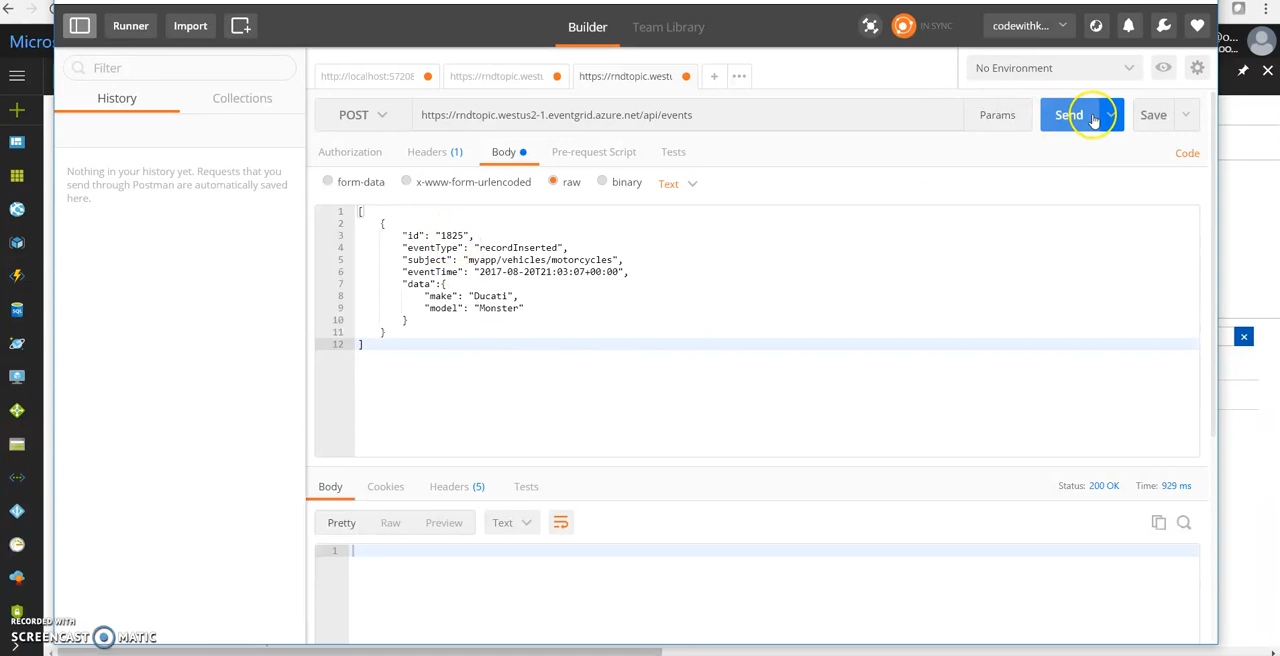 Micros
Runner
Import
Builder
Team Library
IN SYNC
codewithk...
Filter
History
Collections
Nothing in your history yet. Requests that you
send through Postman are automatically saved
here.
http://localhost:57208
https://rndtopic.westu
https://rndtopic.westu
No Environment
POST
https://rndtopic.westus2-1.eventgrid.azure.net/api/events
Params
Send
Save
Authorization
Headers (1)
Body
Pre-request Script
Tests
Code
form-data
x-www-form-urlencoded
raw
binary
Text
1 [
2 {
3 "id": "1825",
4 "eventType": "recordInserted",
5 "subject": "myapp/vehicles/motorcycles",
6 "eventTime": "2017-08-20T21:03:07+00:00",
7 "data":{
8 "make": "Ducati",
9 "model": "Monster"
10 }
11 }
12 ]
Body
Cookies
Headers (5)
Tests
Status: 200 OK
Time: 929 ms
Pretty
Raw
Preview
Text
1
RECORDED WITH
SCREENCAST MATIC